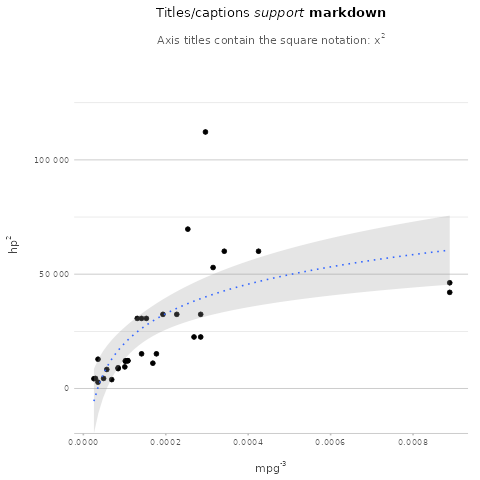 Titles/captions support markdown
Axis titles contain the square notation: x²
100 000
50 000
0
hp²
0.0000 0.0002 0.0004 0.0006 0.0008
mpg⁻³